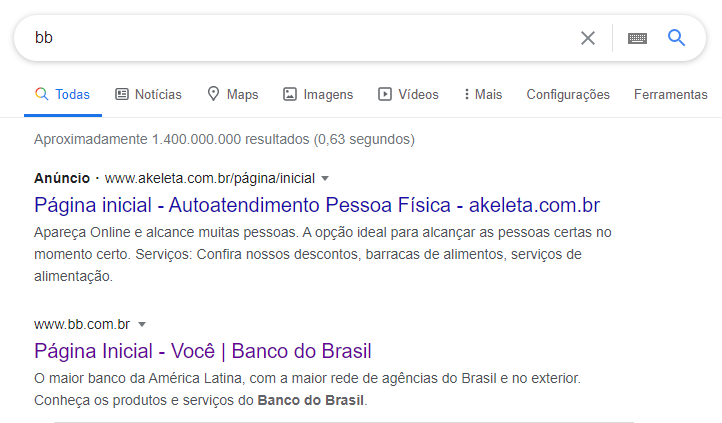 bb
Todas Notícias Maps Imagens Vídeos Mais Configurações Ferramentas
Aproximadamente 1.400.000.000 resultados (0,63 segundos)
Anúncio · www.akeleta.com.br/página/inicial
Página inicial - Autoatendimento Pessoa Física - akeleta.com.br
Apareça Online e alcance muitas pessoas. A opção ideal para alcançar as pessoas certas no
momento certo. Serviços: Confira nossos descontos, barracas de alimentos, serviços de
alimentação.
www.bb.com.br
Página Inicial - Você | Banco do Brasil
O maior banco da América Latina, com a maior rede de agências do Brasil e no exterior.
Conheça os produtos e serviços do Banco do Brasil.